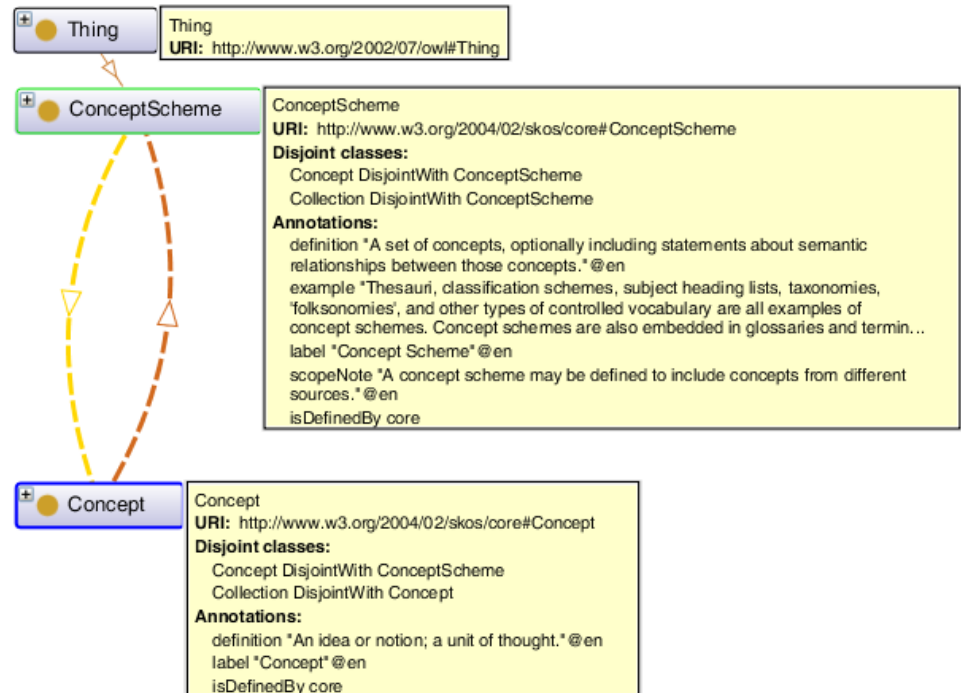 Thing
Thing
URI: http://www.w3.org/2002/07/owl#Thing
ConceptScheme
ConceptScheme
URI: http://www.w3.org/2004/02/skos/core#ConceptScheme
Disjoint classes:
Concept DisjointWith ConceptScheme
Collection DisjointWith ConceptScheme
Annotations:
definition "A set of concepts, optionally including statements about semantic
relationships between those concepts."@en
example "Thesauri, classification schemes, subject heading lists, taxonomies,
'folksonomies', and other types of controlled vocabulary are all examples of
concept schemes. Concept schemes are also embedded in glossaries and termin...
label "Concept Scheme"@en
scopeNote "A concept scheme may be defined to include concepts from different
sources."@en
isDefinedBy core
Concept
Concept
URI: http://www.w3.org/2004/02/skos/core#Concept
Disjoint classes:
Concept DisjointWith ConceptScheme
Collection DisjointWith Concept
Annotations:
definition "An idea or notion; a unit of thought."@en
label "Concept"@en
isDefinedBy core